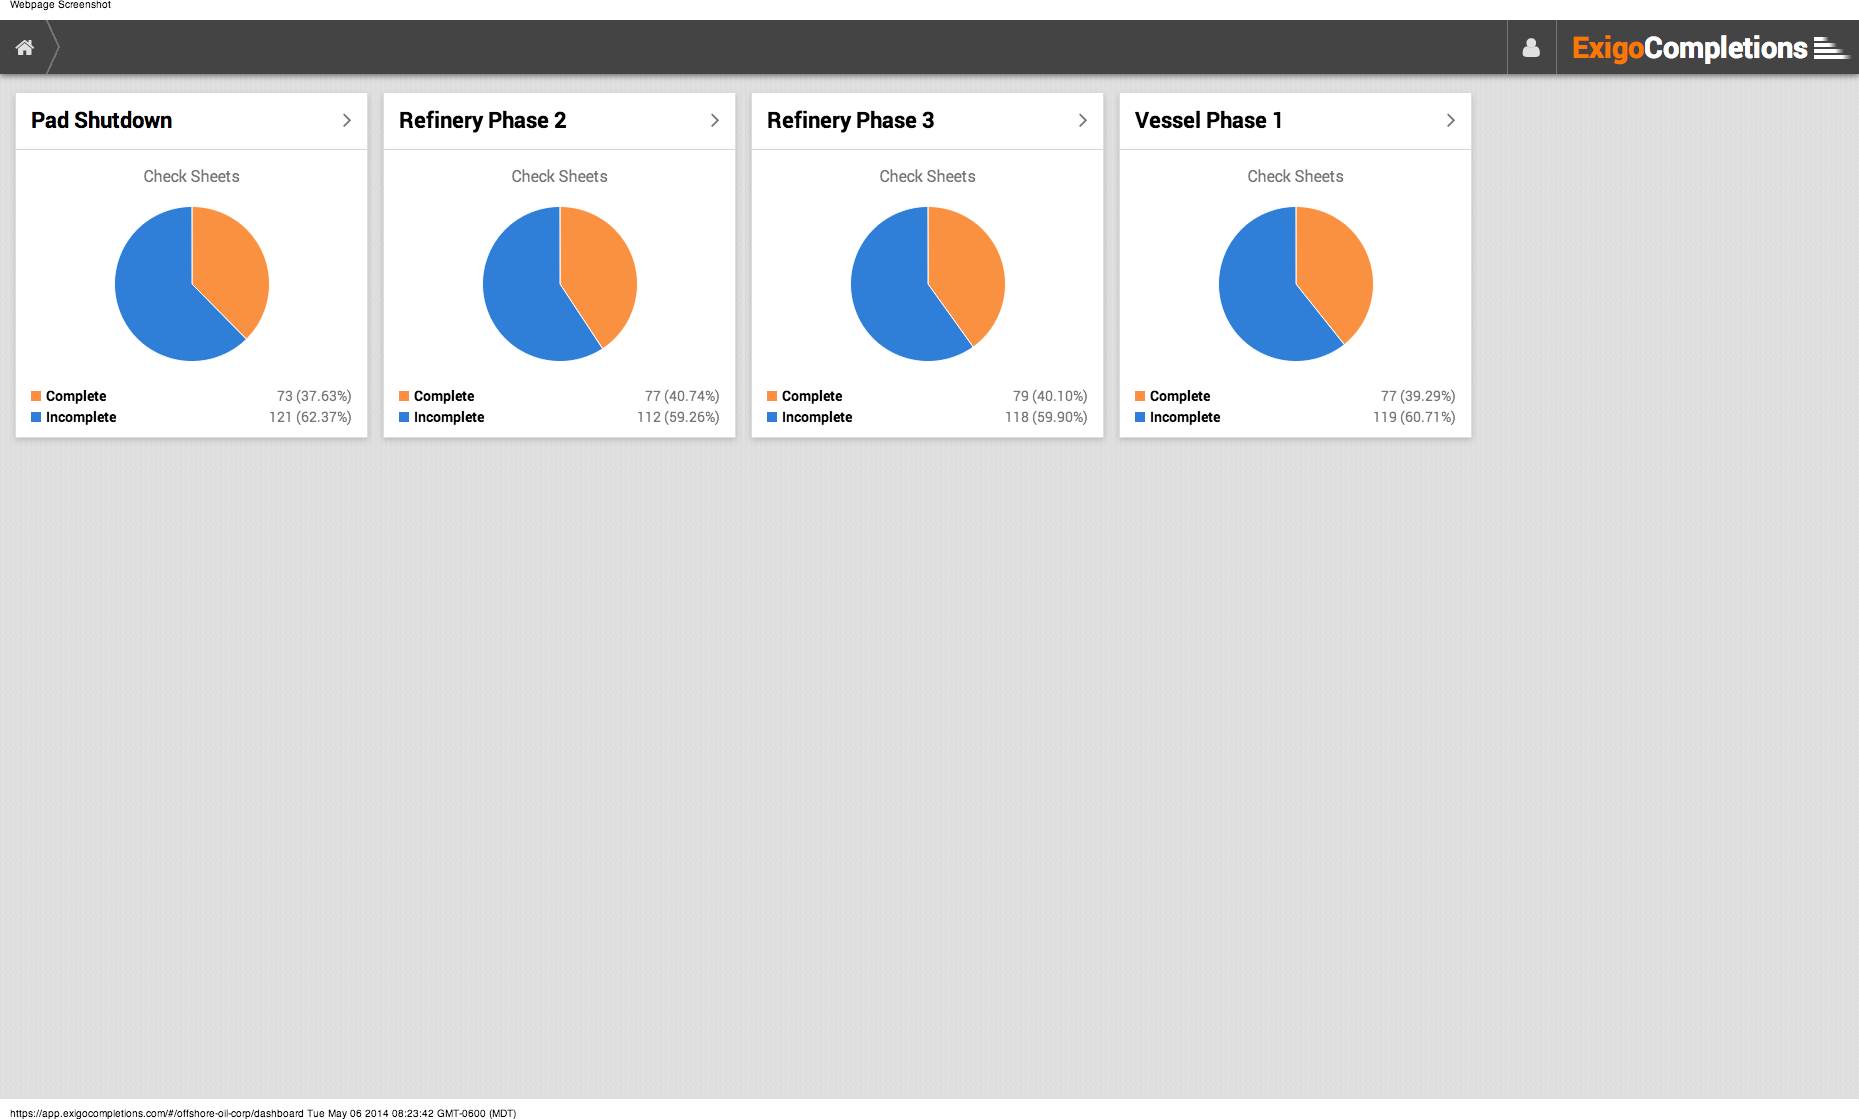 Webpage Screenshot
ExigoCompletions
Pad Shutdown
Check Sheets
Complete 73 (37.63%)
Incomplete 121 (62.37%)
Refinery Phase 2
Check Sheets
Complete 77 (40.74%)
Incomplete 112 (59.26%)
Refinery Phase 3
Check Sheets
Complete 79 (40.10%)
Incomplete 118 (59.90%)
Vessel Phase 1
Check Sheets
Complete 77 (39.29%)
Incomplete 119 (60.71%)
https://app.exigocompletions.com/#/offshore-oil-corp/dashboard Tue May 06 2014 08:23:42 GMT-0600 (MDT)